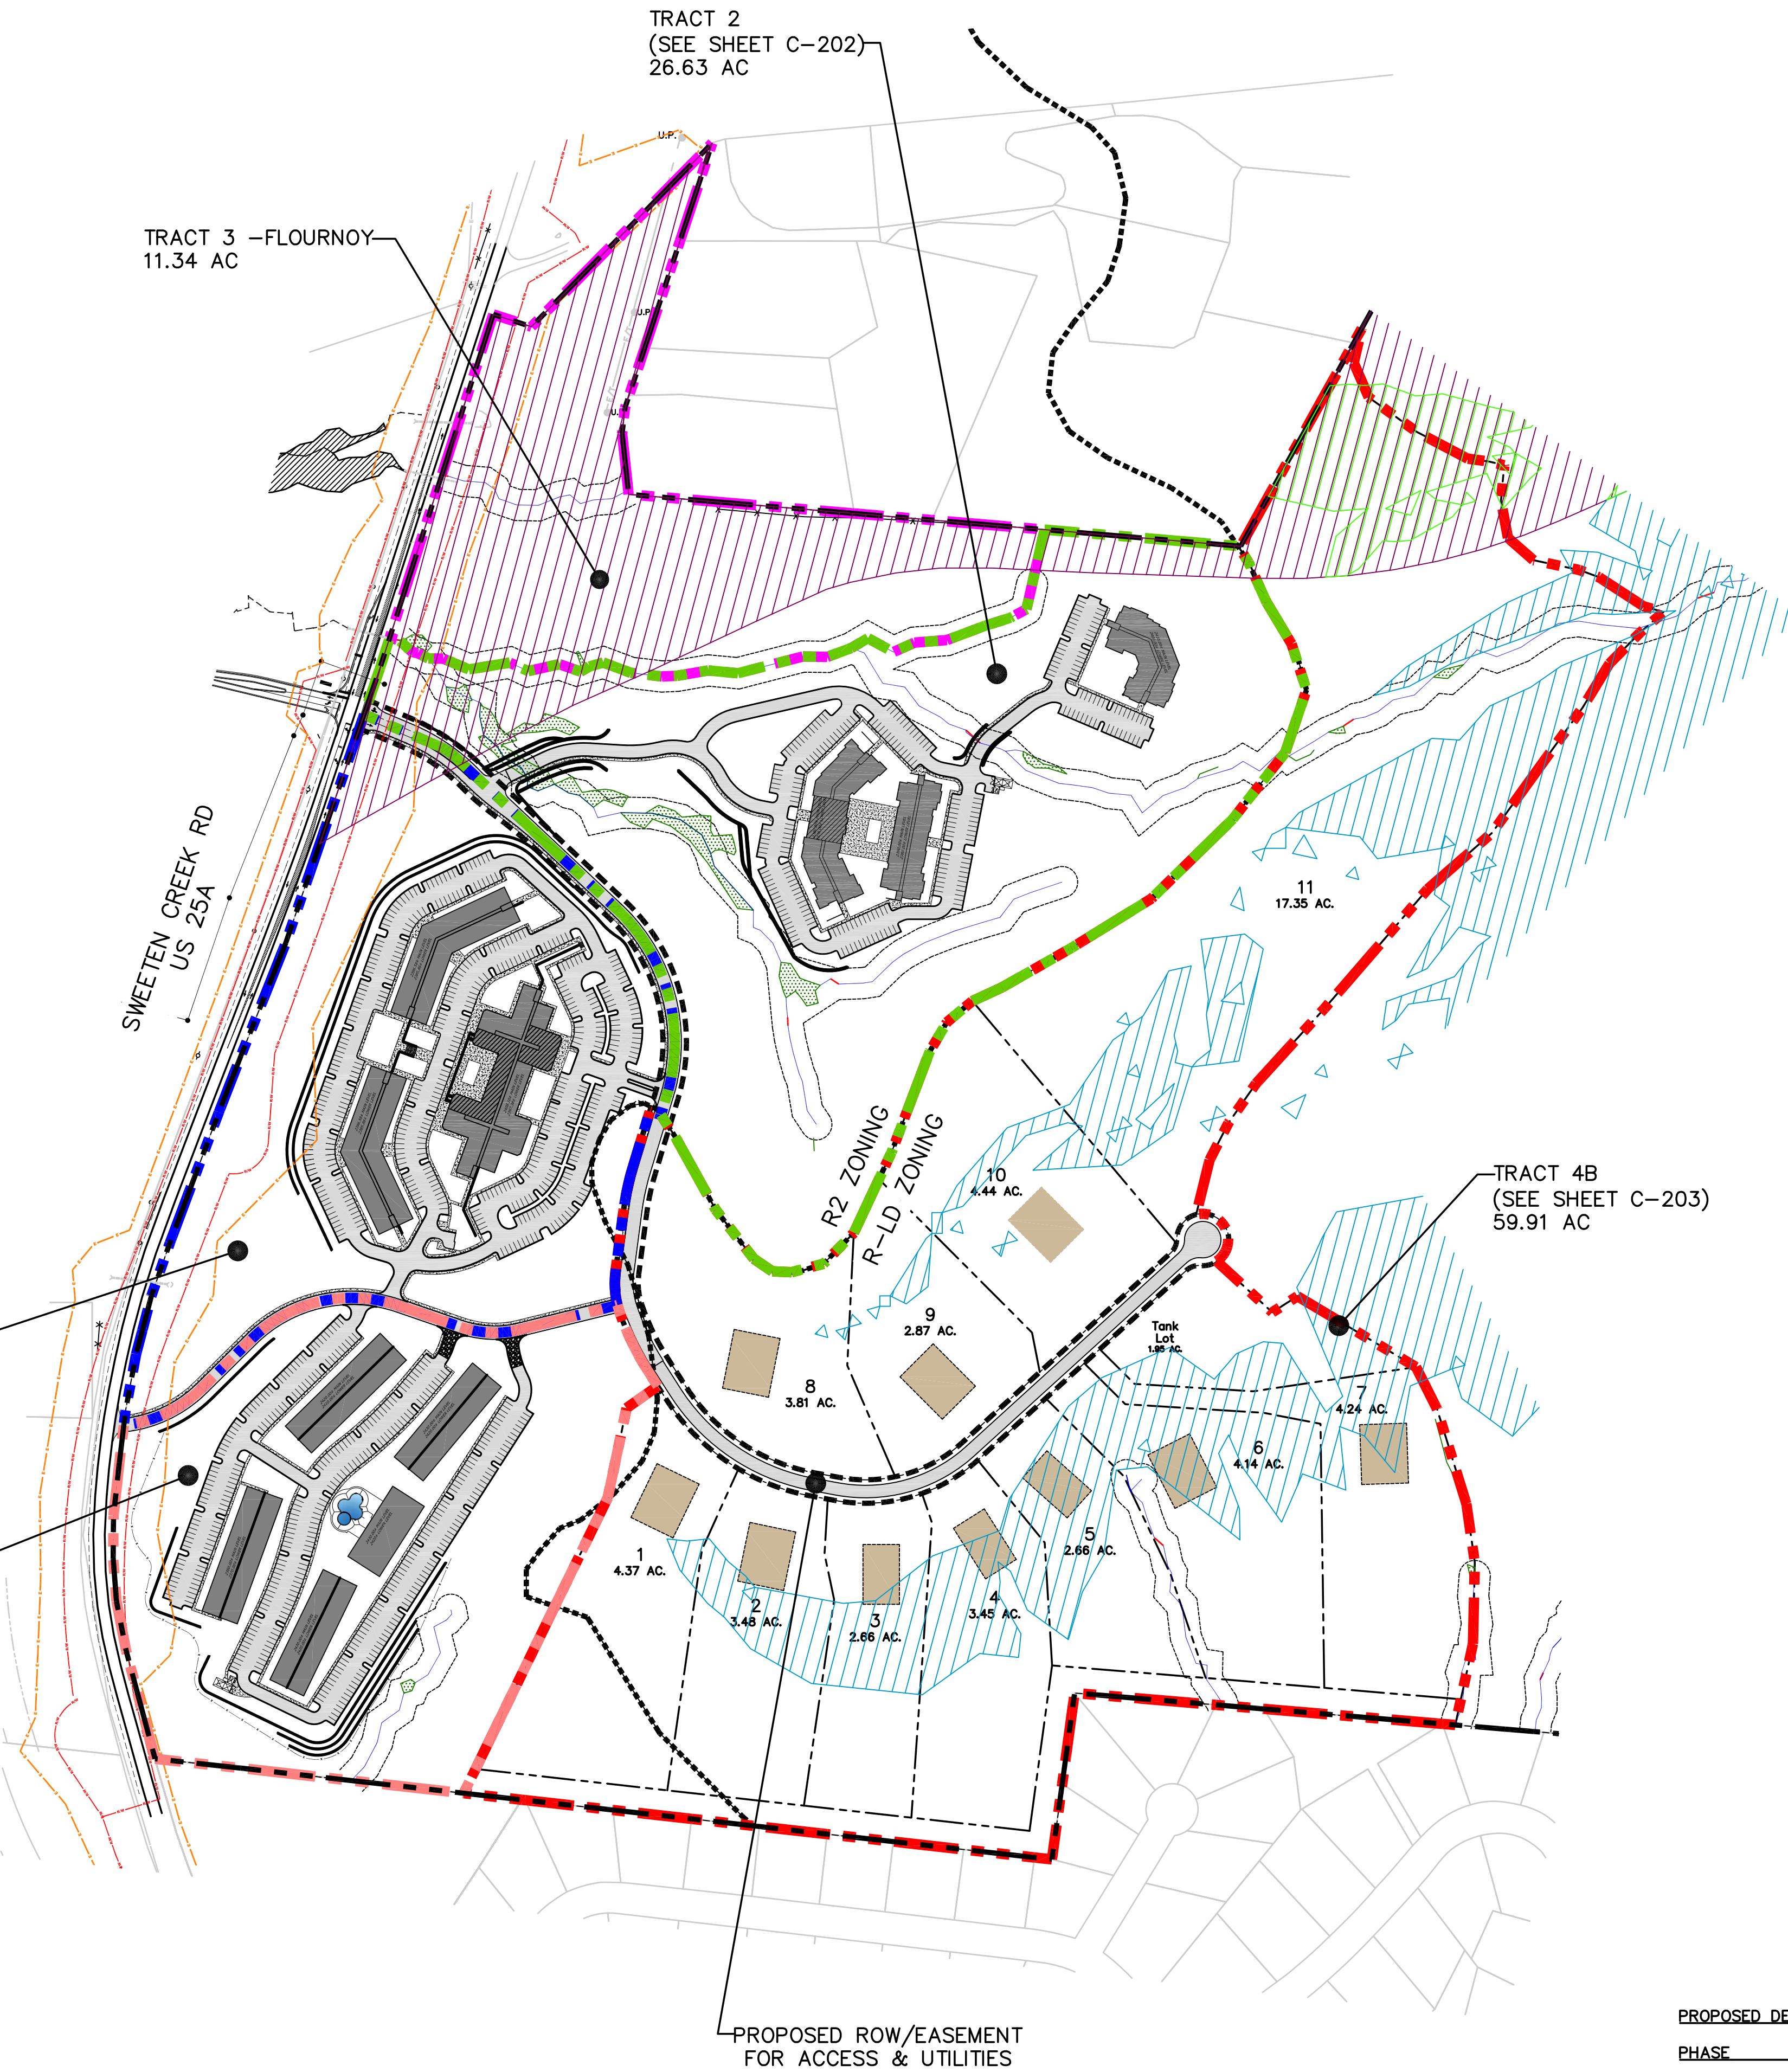 TRACT 2
(SEE SHEET C-202)
26.63 AC
U.P.
TRACT 3 -FLOURNOY
11.34 AC
U.P.
U.
SWEETEN CREEK RD
US 25A
11
17.35 AC.
R2 ZONING
R-LD ZONING
10
4.44 AC.
TRACT 4B
(SEE SHEET C-203)
59.91 AC
9
2.87 AC.
Tank
Lot
1.95 AC.
8
3.81 AC.
7
4.24 AC.
6
4.14 AC.
5
2.66 AC.
1
4.37 AC.
2
3.48 AC.
3
2.66 AC.
4
3.45 AC.
PROPOSED ROW/EASEMENT
FOR ACCESS & UTILITIES
PROPOSED DE
PHASE